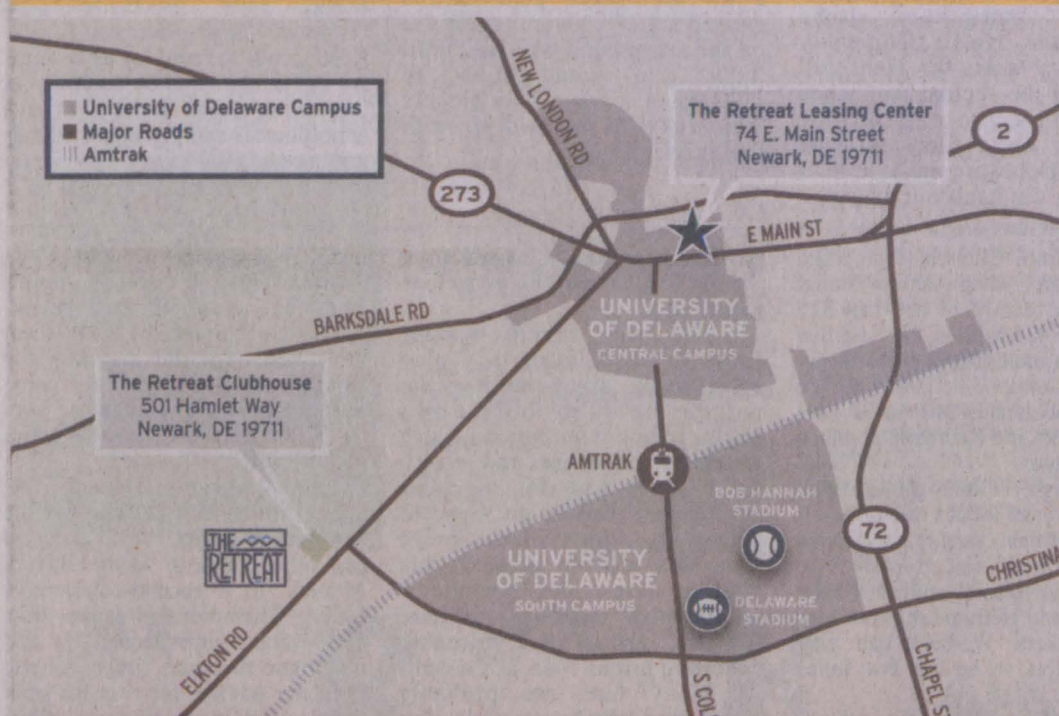 NEW LONDON RD
University of Delaware Campus
Major Roads
Amtrak
The Retreat Leasing Center
74 E. Main Street
Newark, DE 19711
2
273
E MAIN ST
UNIVERSITY
OF DELAWARE
CENTRAL CAMPUS
BARKSDALE RD
The Retreat Clubhouse
501 Hamlet Way
Newark, DE 19711
AMTRAK
BOB HANNAH
STADIUM
72
THE
RETREAT
UNIVERSITY
OF DELAWARE
SOUTH CAMPUS
DELAWARE
STADIUM
CHRISTINA
ELKTON RD
S COL
CHAPEL S